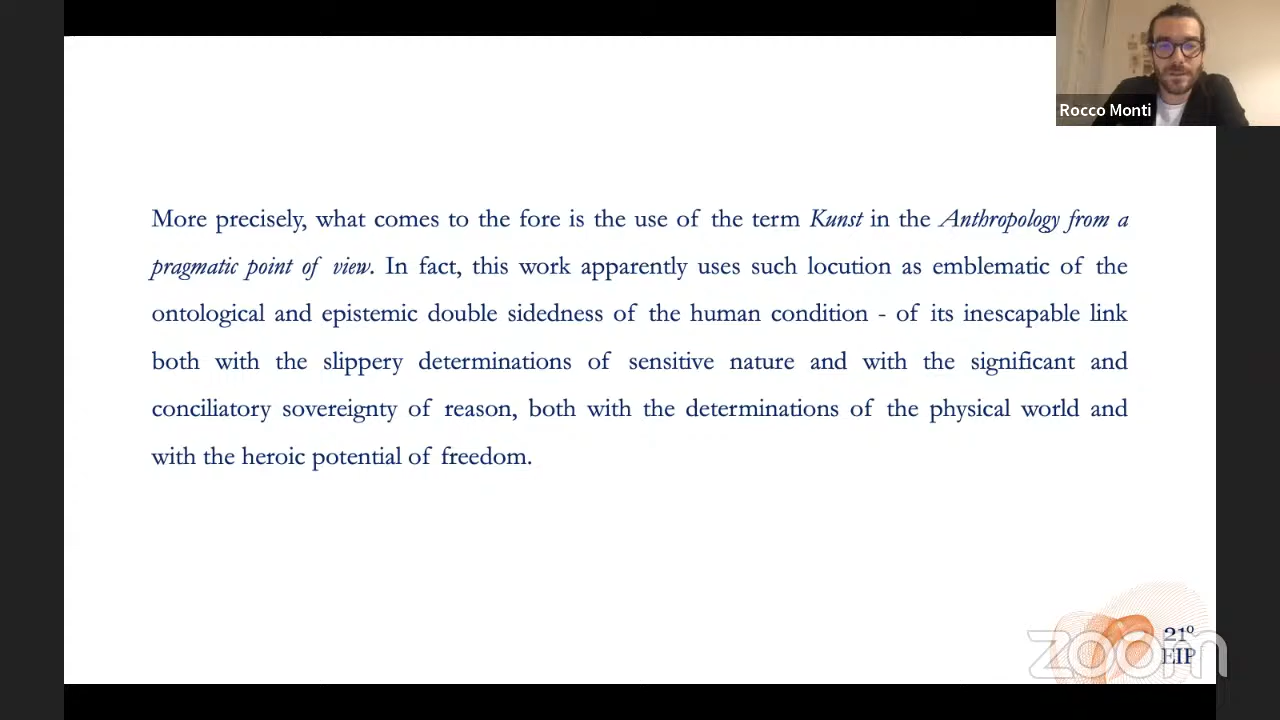 Rocco Monti
More precisely, what comes to the fore is the use of the term Kunst in the Anthropology from a
pragmatic point of view. In fact, this work apparently uses such locution as emblematic of the
ontological and epistemic double sidedness of the human condition - of its inescapable link
both with the slippery determinations of sensitive nature and with the significant and
conciliatory sovereignty of reason, both with the determinations of the physical world and
with the heroic potential of freedom.
21º
EIP
zoom